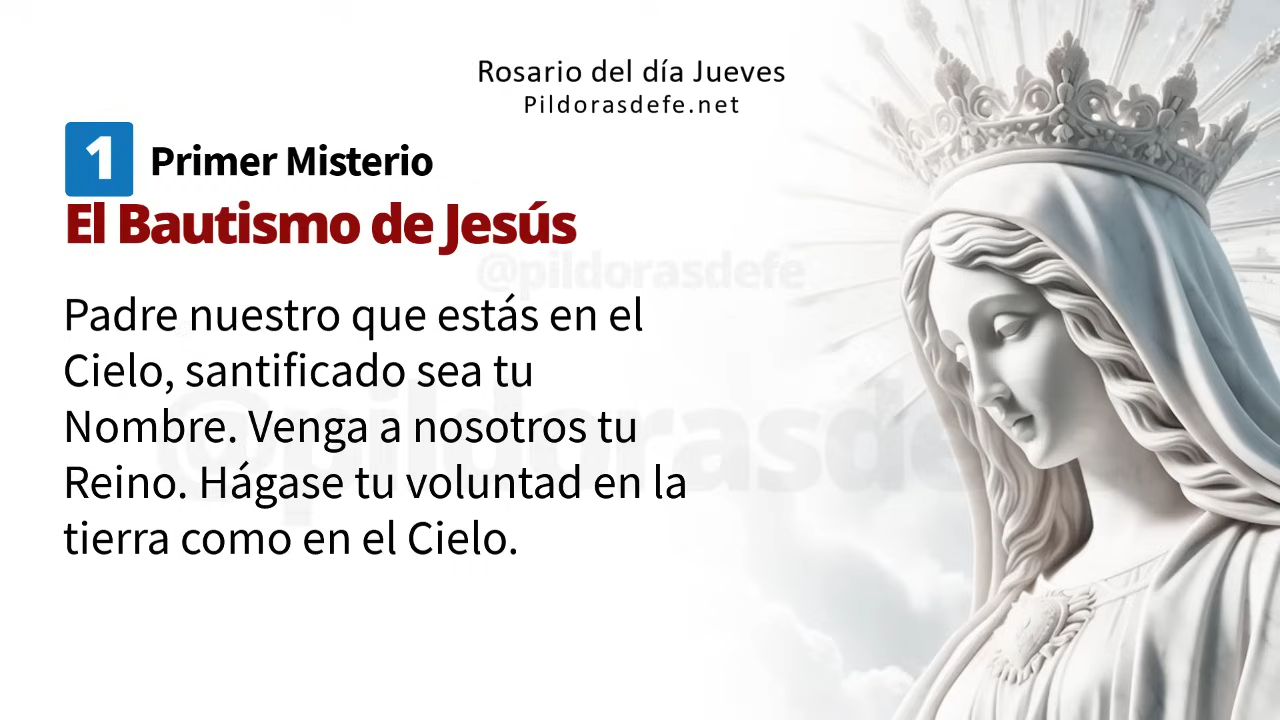 Rosario del día Jueves
Pildorasdefe.net
1 Primer Misterio
El Bautismo de Jesús
@pildorasdefe
Padre nuestro que estás en el
Cielo, santificado sea tu
Nombre. Venga a nosotros tu
Reino. Hágase tu voluntad en la
tierra como en el Cielo.
@pildorasde